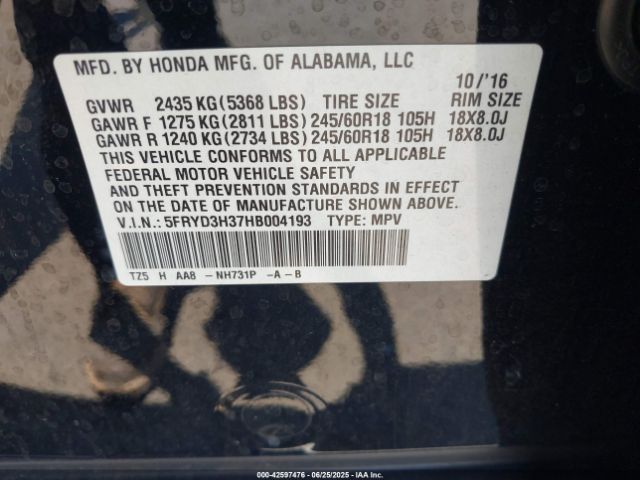 MFD. BY HONDA MFG. OF ALABAMA, LLC
10/'16
GVWR 2435 KG(5368 LBS) TIRE SIZE RIM SIZE
GAWR F 1275 KG(2811 LBS)245/60R18 105H 18X8.0J
GAWR R 1240 KG(2734 LBS)245/60R18 105H 18X8.0J
THIS VEHICLE CONFORMS TO ALL APPLICABLE
FEDERAL MOTOR VEHICLE SAFETY
AND THEFT PREVENTION STANDARDS IN EFFECT
ON THE DATE OF MANUFACTURE SHOWN ABOVE.
V.I.N.: 5FRYD3H37HB004193 TYPE: MPV
TZ5 H AA8 -NH731P -A-B
000-42597476 - 06/25/2025 - IAA Inc.